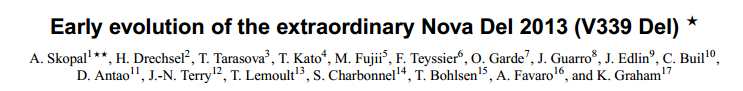 Early evolution of the extraordinary Nova Del 2013 (V339 Del) ★
A. Skopal1★★, H. Drechsel2, T. Tarasova3, T. Kato4, M. Fujii5, F. Teyssier6, O. Garde7, J. Guarro8, J. Edlin9, C. Buil10,
D. Antao11, J.-N. Terry12, T. Lemoult13, S. Charbonnel14, T. Bohlsen15, A. Favaro16, and K. Graham17